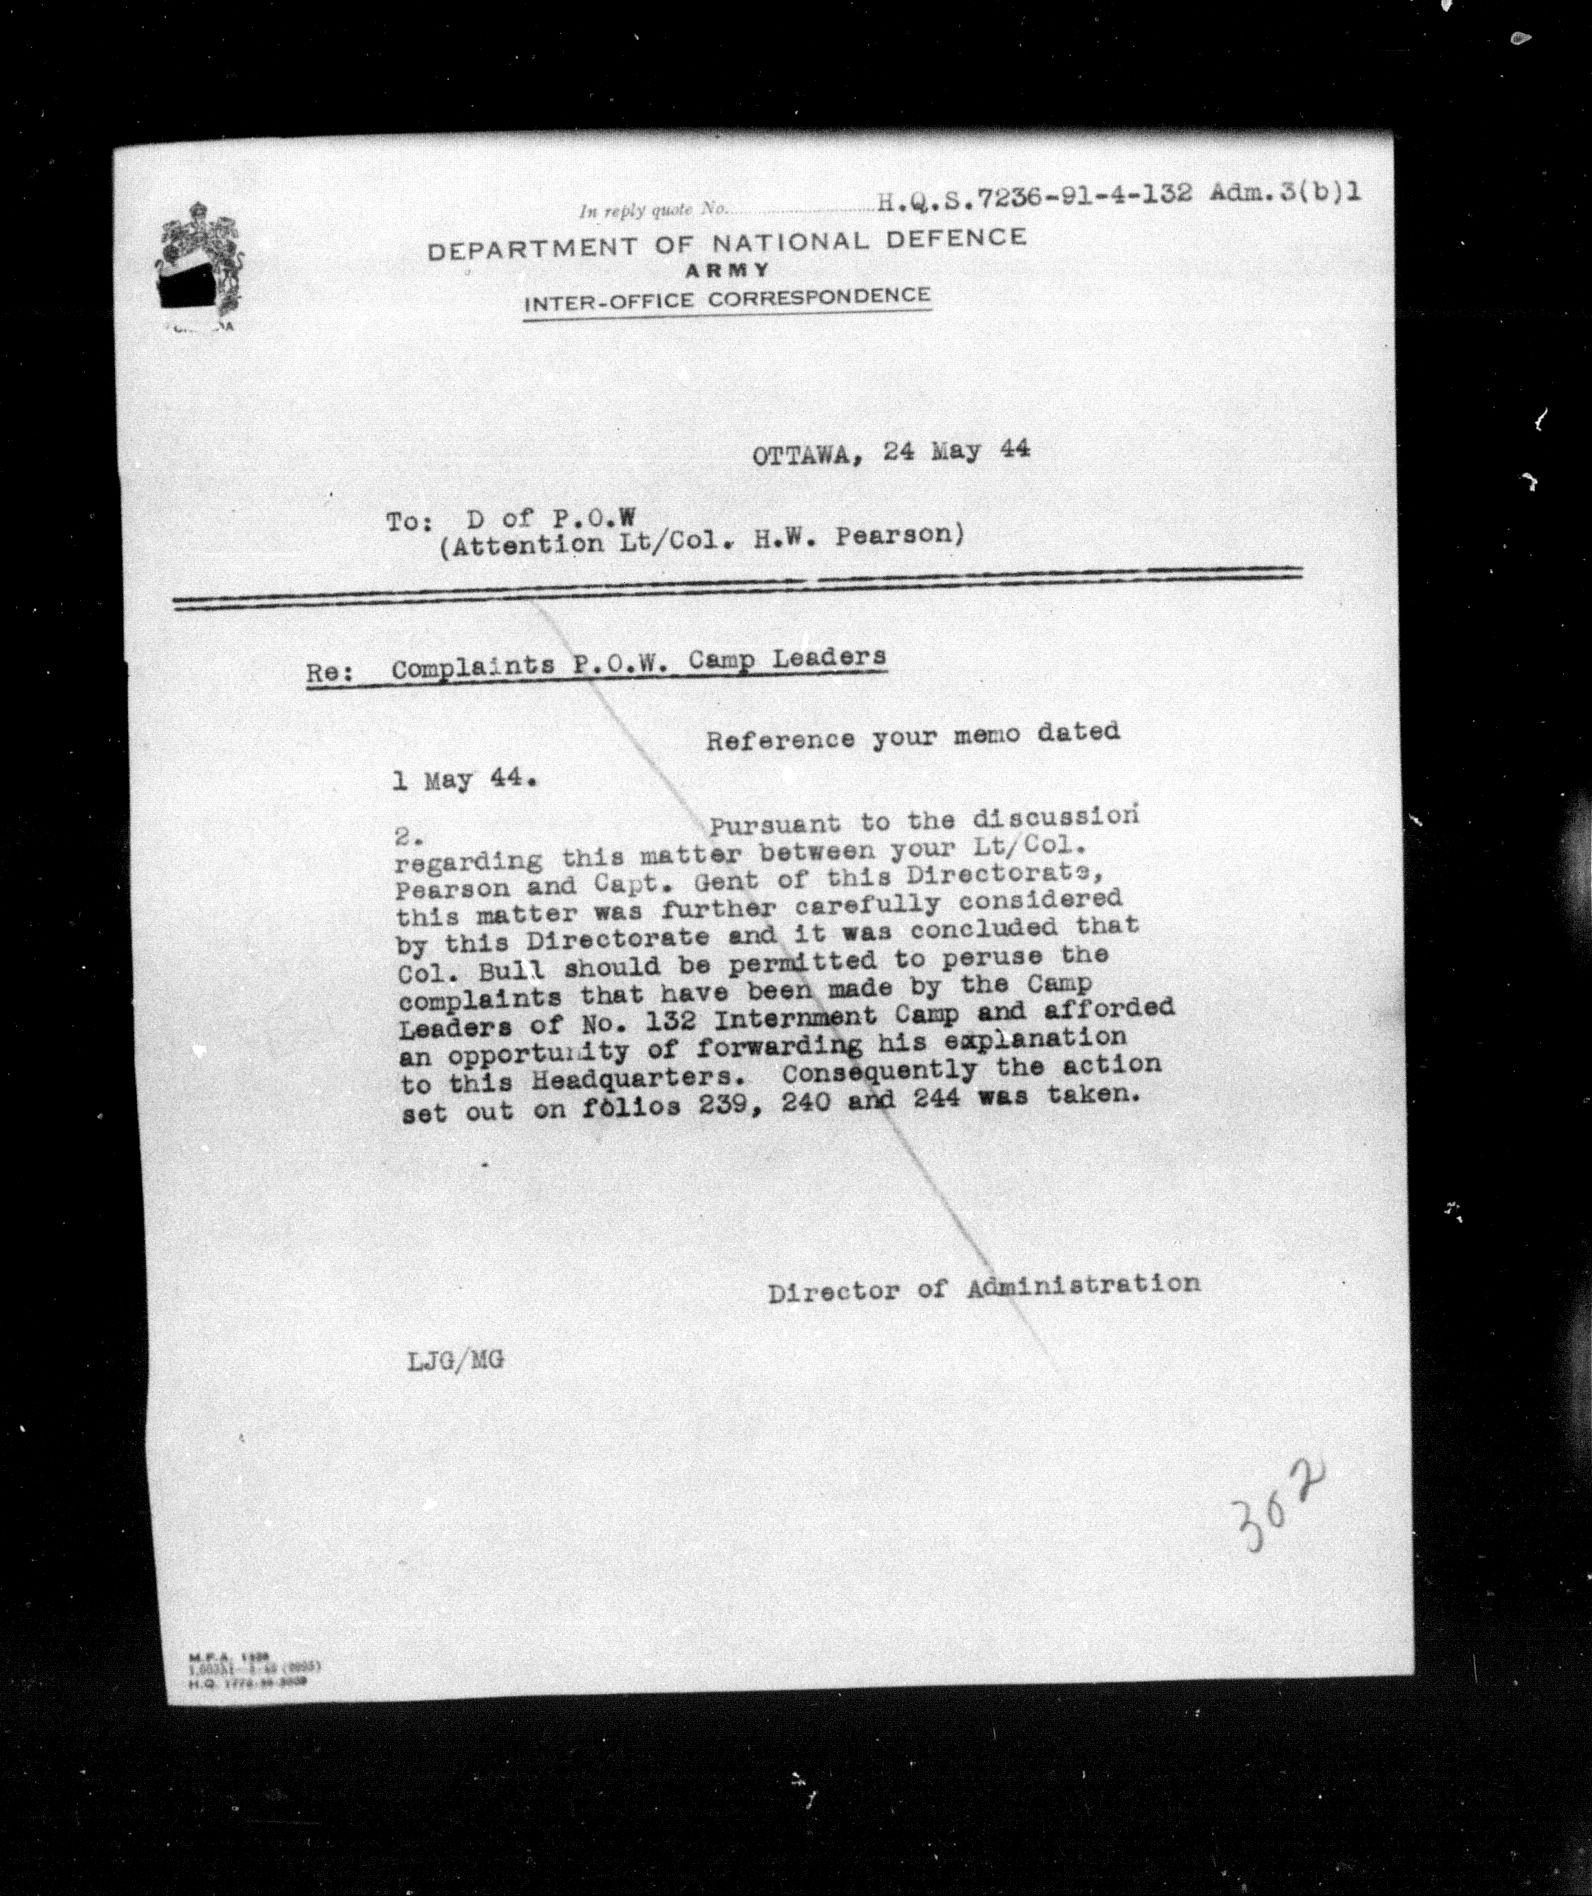 In reply quote No. H.Q.S.7236-91-4-132 Adm.3(b)1
DEPARTMENT OF NATIONAL DEFENCE
ARMY
INTER-OFFICE CORRESPONDENCE
OTTAWA, 24 May 44
To: D of P.O.W
(Attention Lt/Col. H.W. Pearson)
Re: Complaints P.O.W. Camp Leaders
Reference your memo dated
1 May 44.
2. Pursuant to the discussion
regarding this matter between your Lt/Col.
Pearson and Capt. Gent of this Directorate,
this matter was further carefully considered
by this Directorate and it was concluded that
Col. Bull should be permitted to peruse the
complaints that have been made by the Camp
Leaders of No. 132 Internment Camp and afforded
an opportunity of forwarding his explanation
to this Headquarters. Consequently the action
set out on folios 239, 240 and 244 was taken.
Director of Administration
LJG/MG
302
M.F.A.
H.Q.